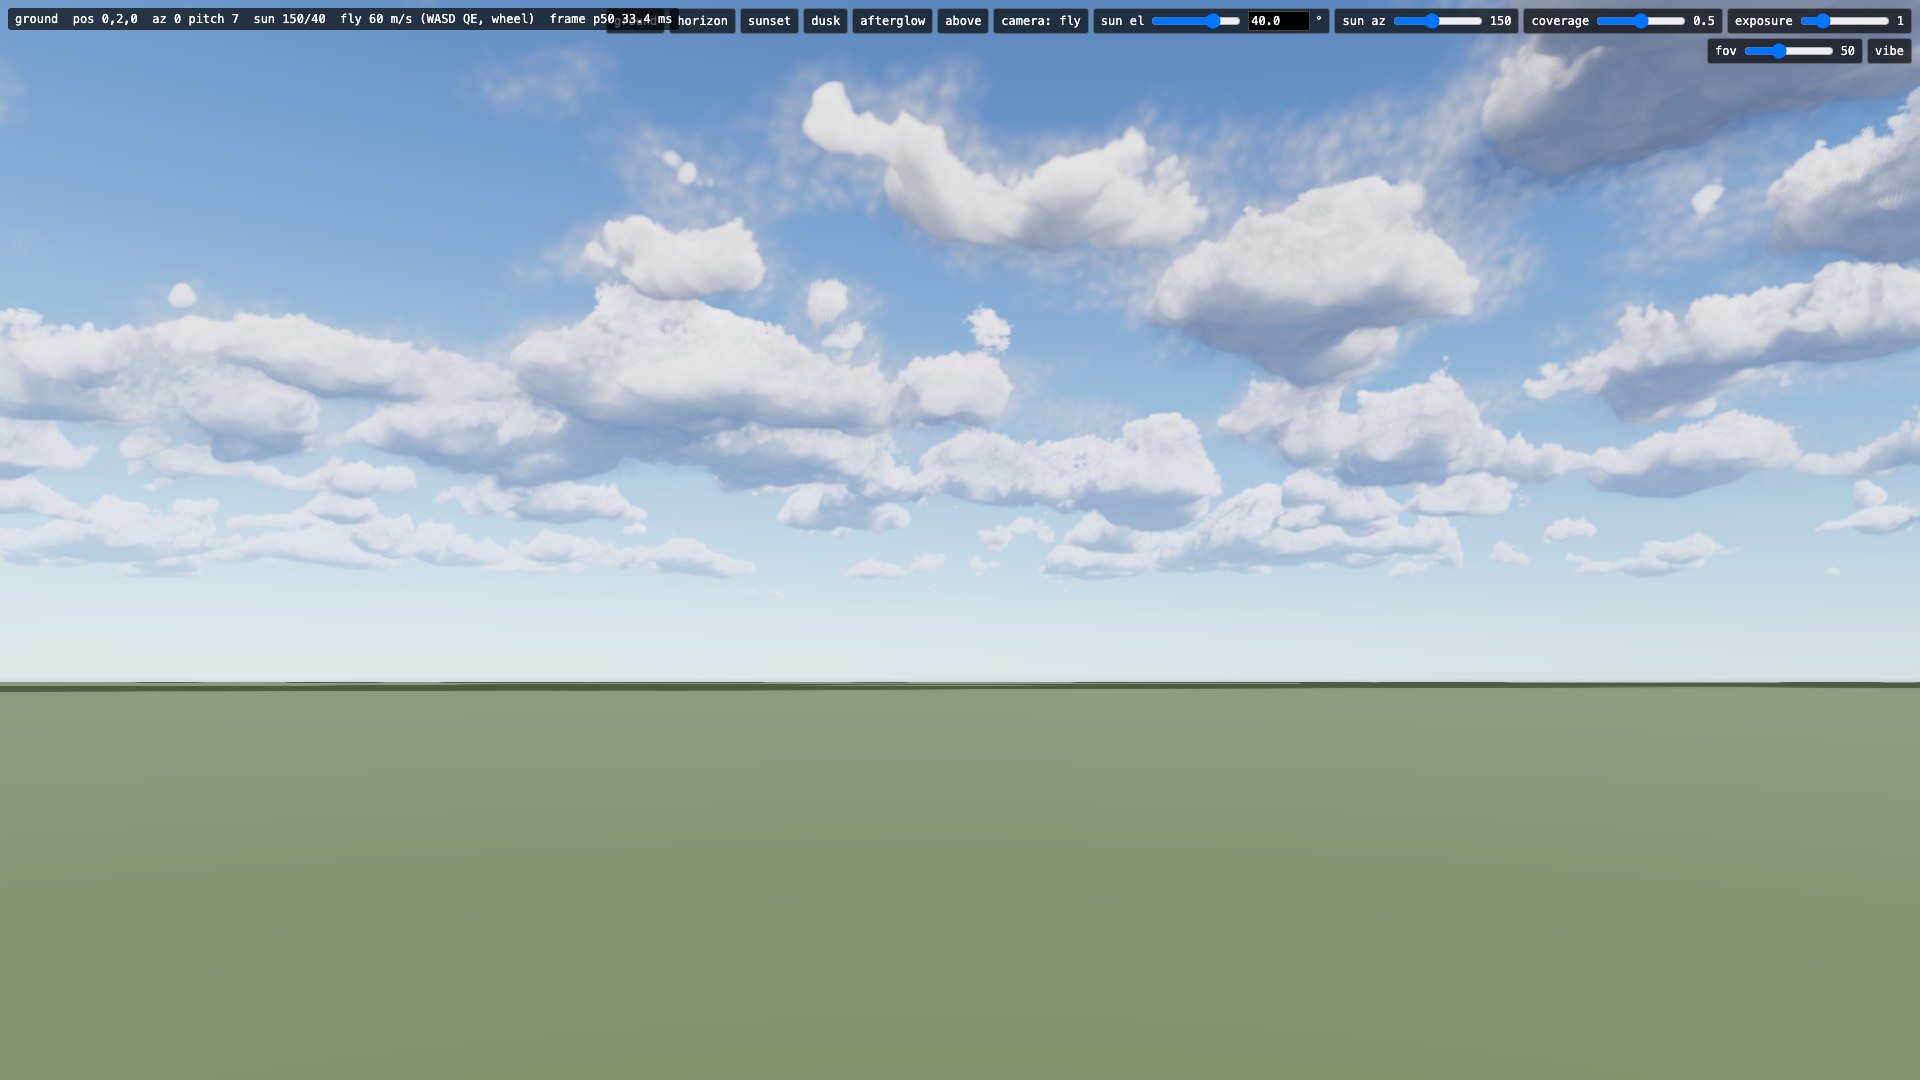 ground pos 0,2,0 az 0 pitch 7 sun 150/40 fly 60 m/s (WASD QE, wheel) frame p50 33.4 ms horizon sunset dusk afterglow above camera: fly sun el 40.0 ° sun az 150 coverage 0.5 exposure 1
fov 50 vibe